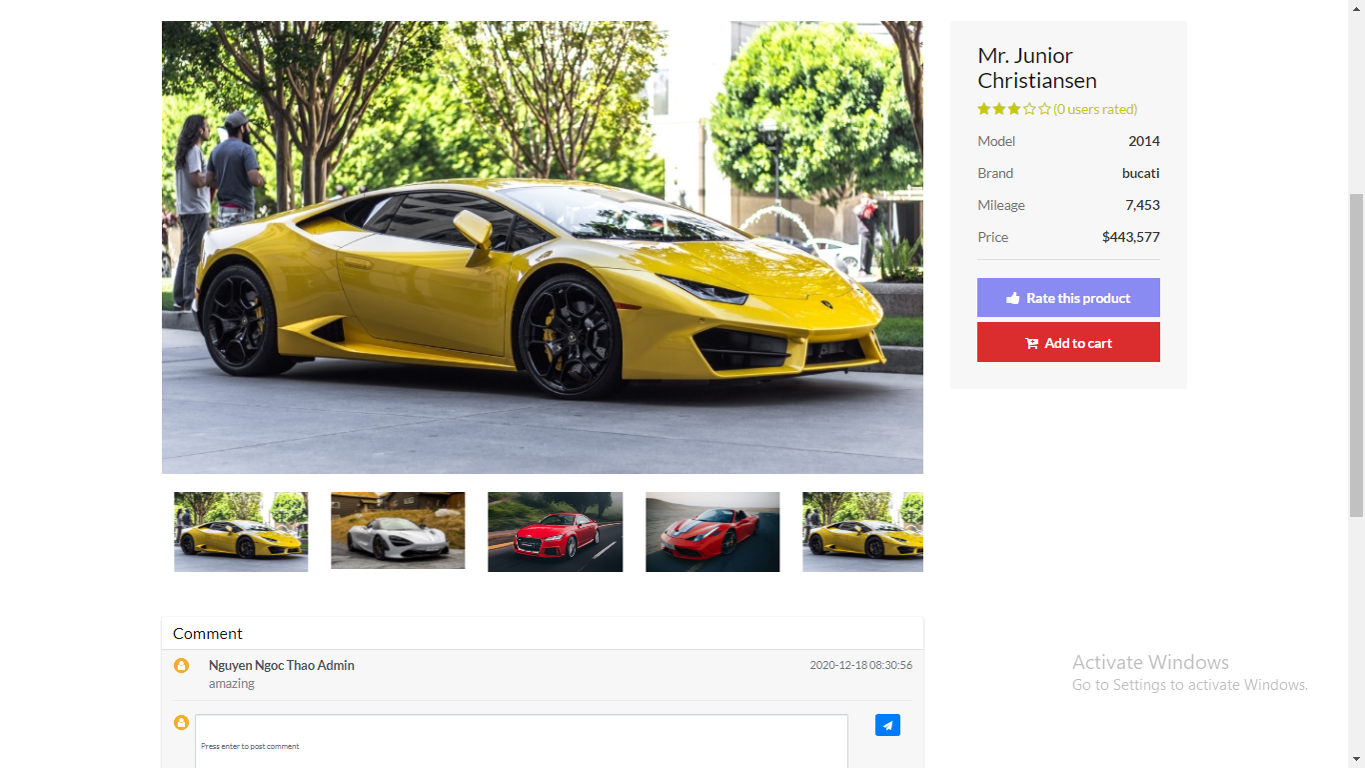 Mr. Junior
Christiansen
(0 users rated)
Model 2014
Brand bucati
Mileage 7,453
Price $443,577
Rate this product
Add to cart
Comment
Nguyen Ngoc Thao Admin 2020-12-18 08:30:56
amazing
Press enter to post comment
Activate Windows
Go to Settings to activate Windows.